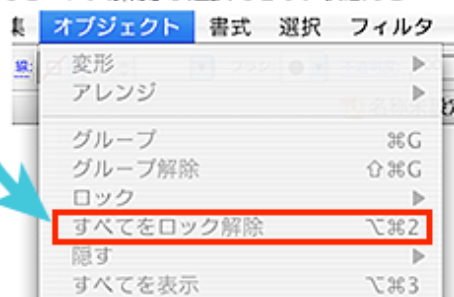 集 オブジェクト 書式 選択 フィルタ
線:
変形
アレンジ
グループ ⌘G
グループ解除 ⇧⌘G
ロック
すべてをロック解除 ⌥⌘2
隠す
すべてを表示 ⌥⌘3